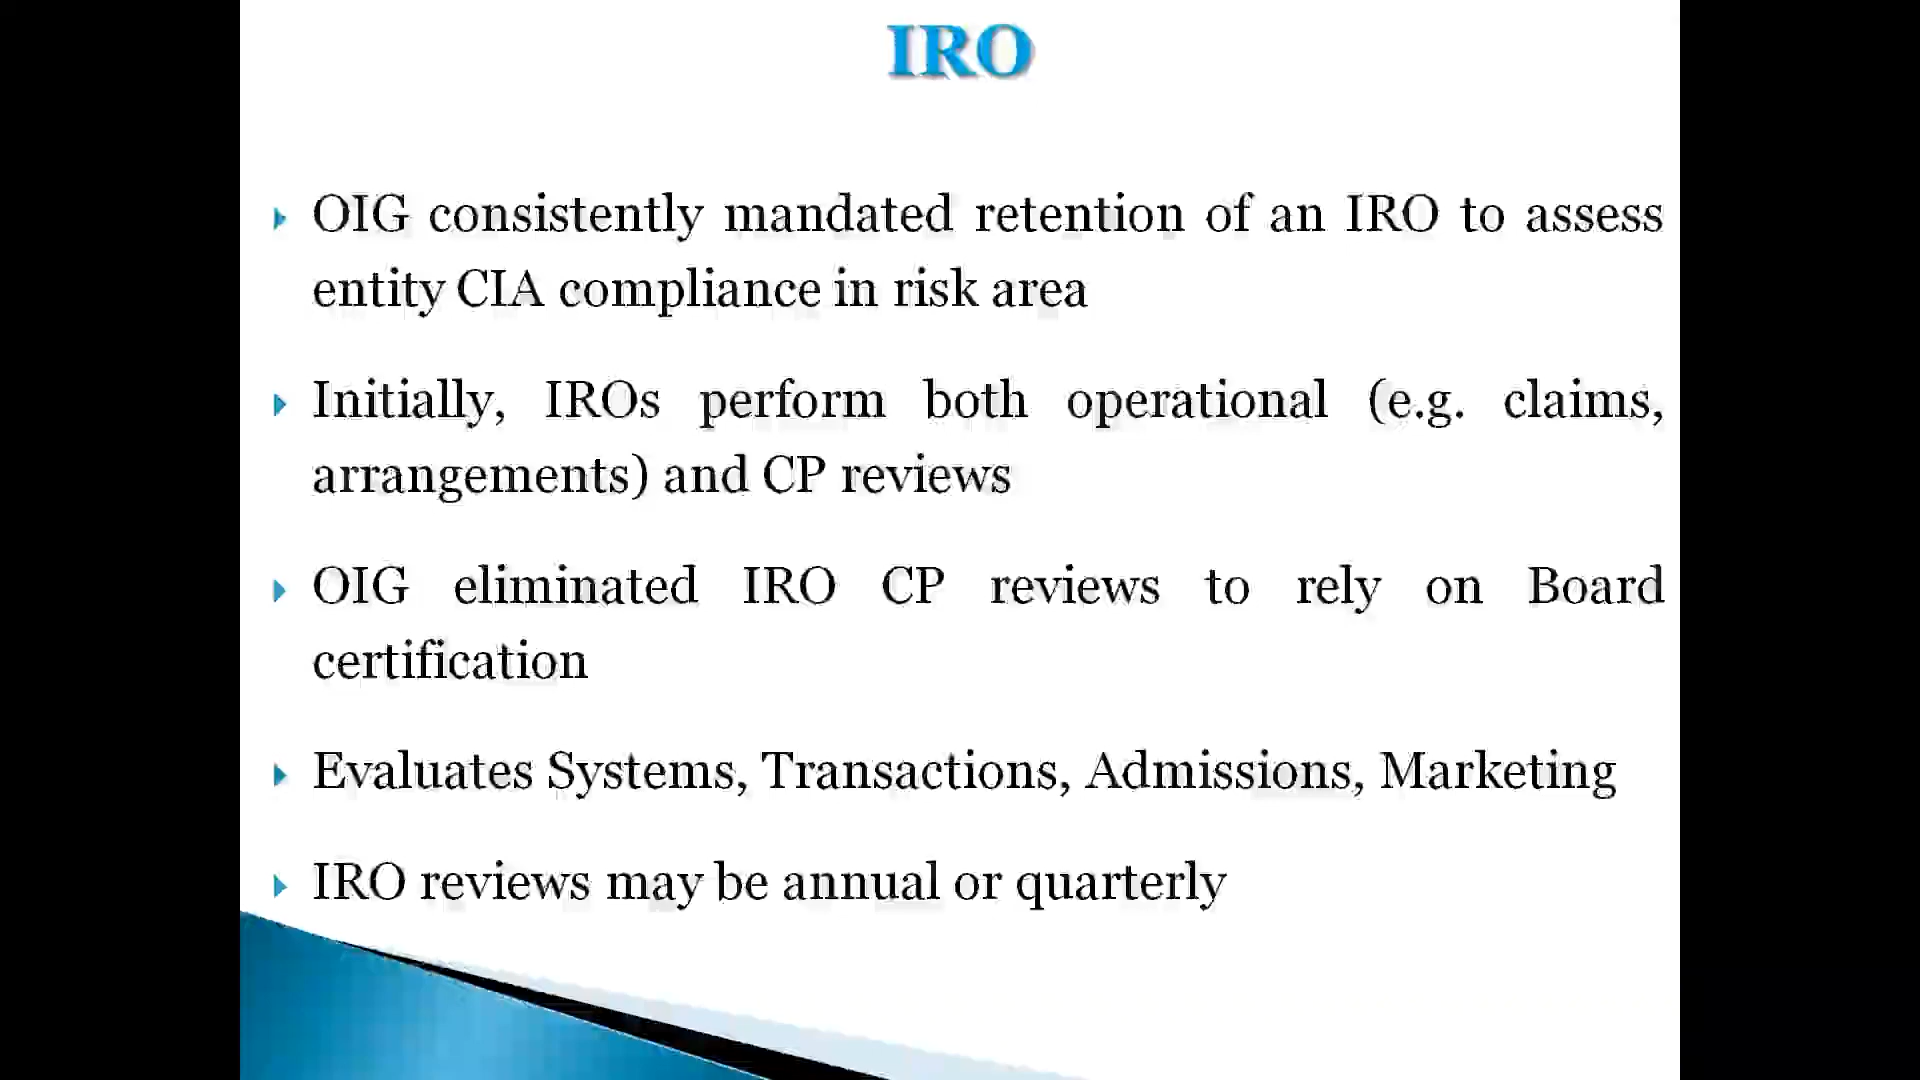 IRO
OIG consistently mandated retention of an IRO to assess
entity CIA compliance in risk area
Initially, IROs perform both operational (e.g. claims,
arrangements) and CP reviews
OIG eliminated IRO CP reviews to rely on Board
certification
Evaluates Systems, Transactions, Admissions, Marketing
IRO reviews may be annual or quarterly